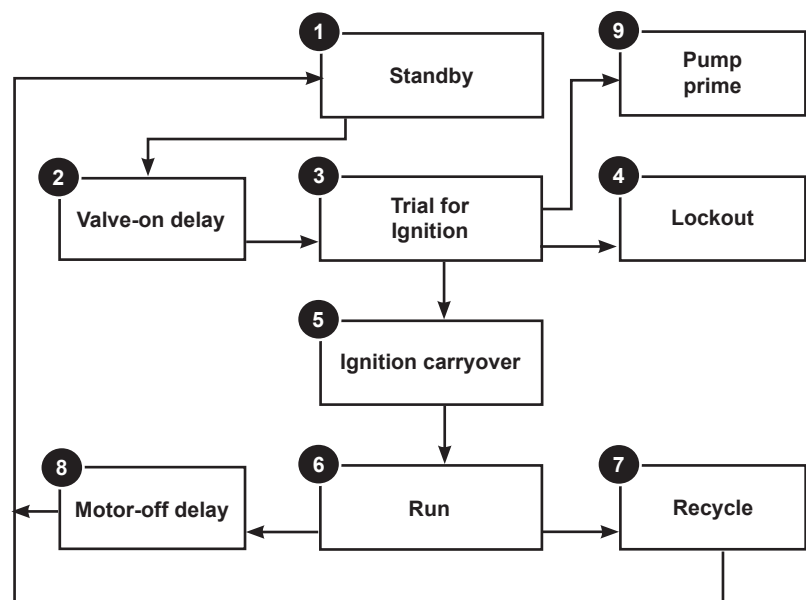 1
Standby
9
Pump
prime
2
Valve-on delay
3
Trial for
Ignition
4
Lockout
5
Ignition carryover
8
Motor-off delay
6
Run
7
Recycle